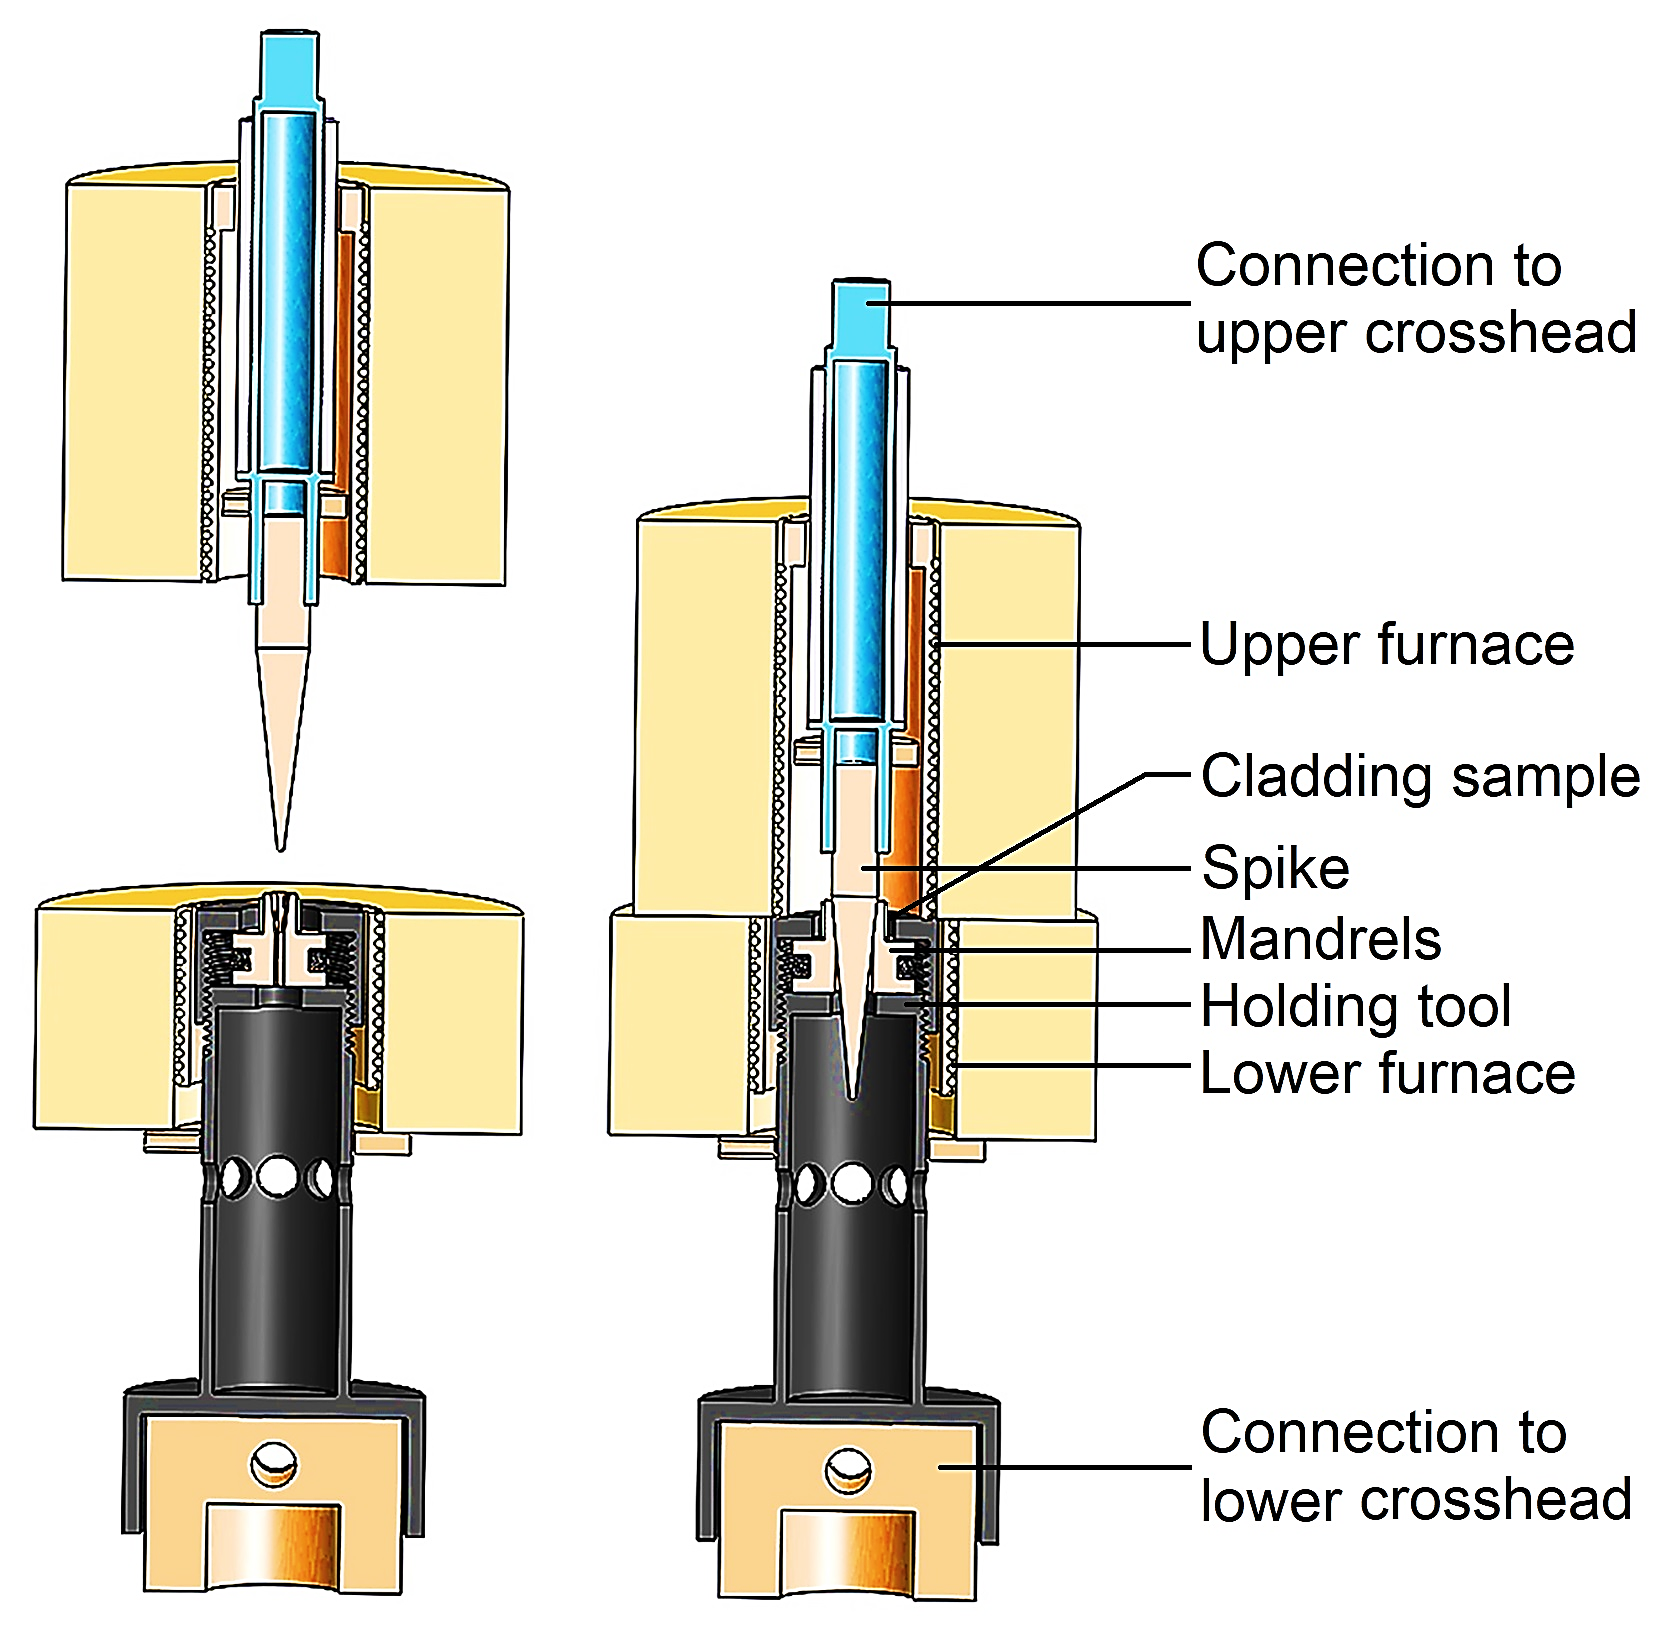 Connection to
upper crosshead
Upper furnace
Cladding sample
Spike
Mandrels
Holding tool
Lower furnace
Connection to
lower crosshead